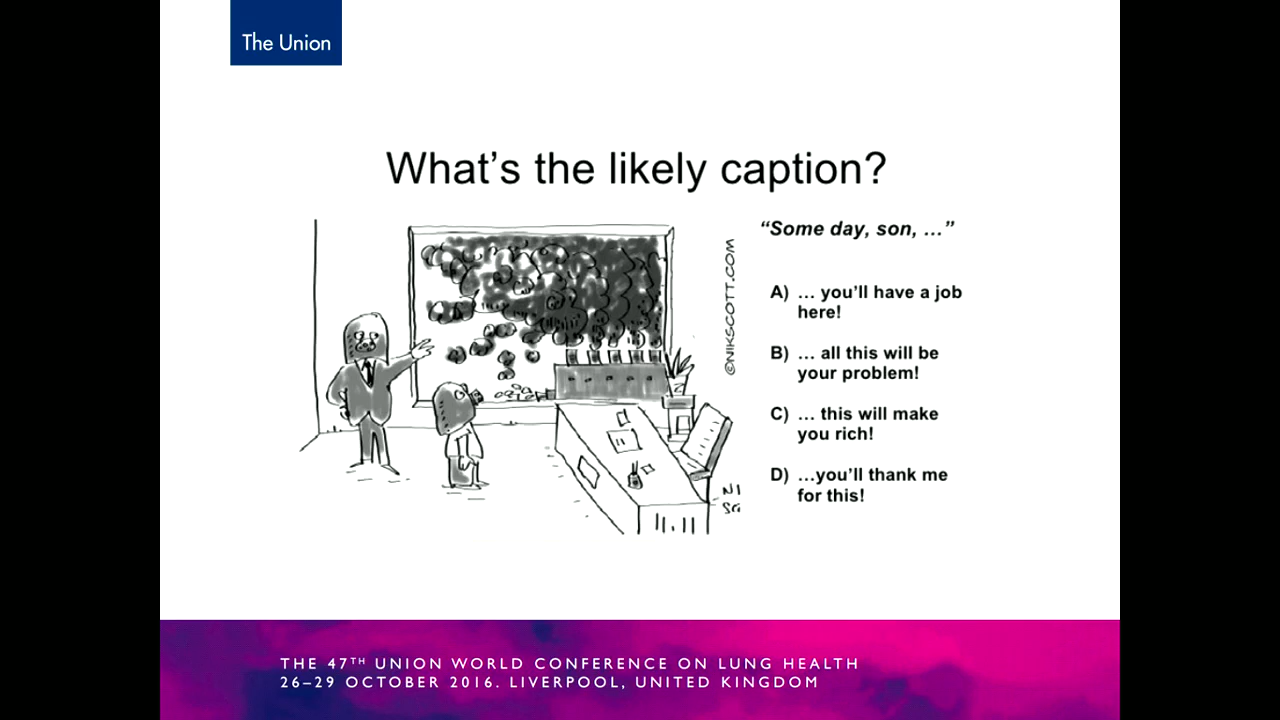 The Union
What’s the likely caption?
“Some day, son, …”
A) … you’ll have a job
here!
B) … all this will be
your problem!
C) … this will make
you rich!
D) …you’ll thank me
for this!
©NIKSCOTT.COM
THE 47TH UNION WORLD CONFERENCE ON LUNG HEALTH
26–29 OCTOBER 2016. LIVERPOOL, UNITED KINGDOM